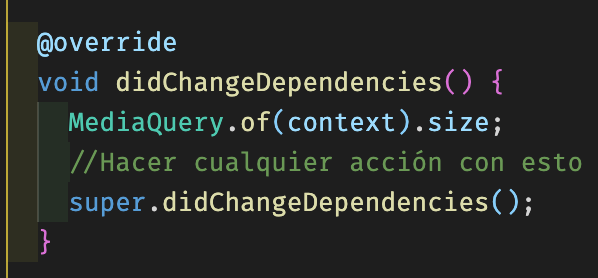 @override
void didChangeDependencies() {
MediaQuery.of(context).size;
//Hacer cualquier acción con esto
super.didChangeDependencies();
}